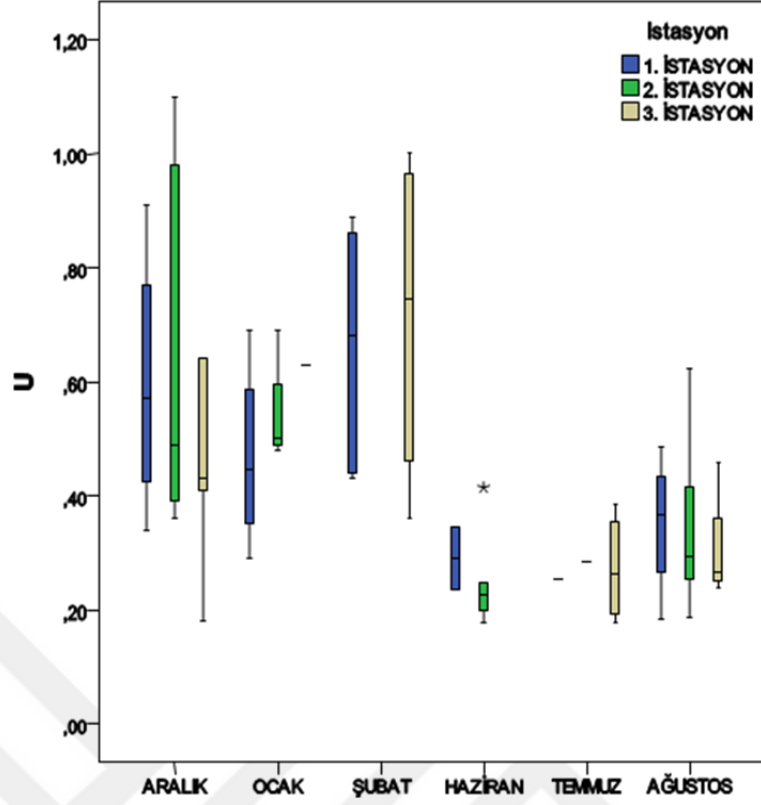 İstasyon
1. İSTASYON
2. İSTASYON
3. İSTASYON
1,20
1,00
,80
,60
,40
,20
,00
U
*
ARALIK OCAK ŞUBAT HAZİRAN TEMMUZ AĞUSTOS